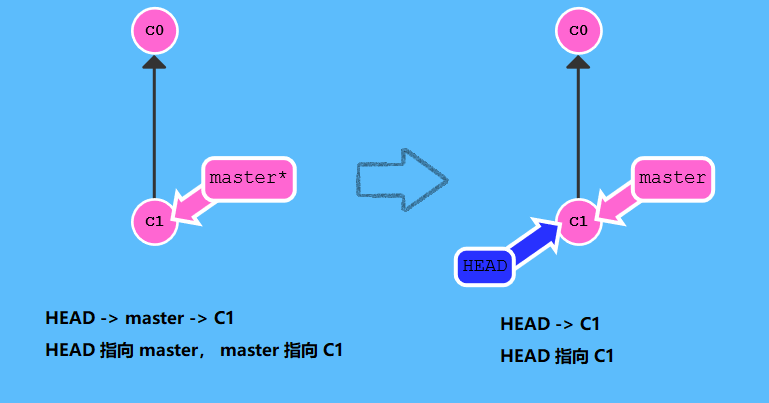 C0
master*
C1
HEAD -> master -> C1
HEAD 指向 master， master 指向 C1
C0
master
C1
HEAD
HEAD -> C1
HEAD 指向 C1